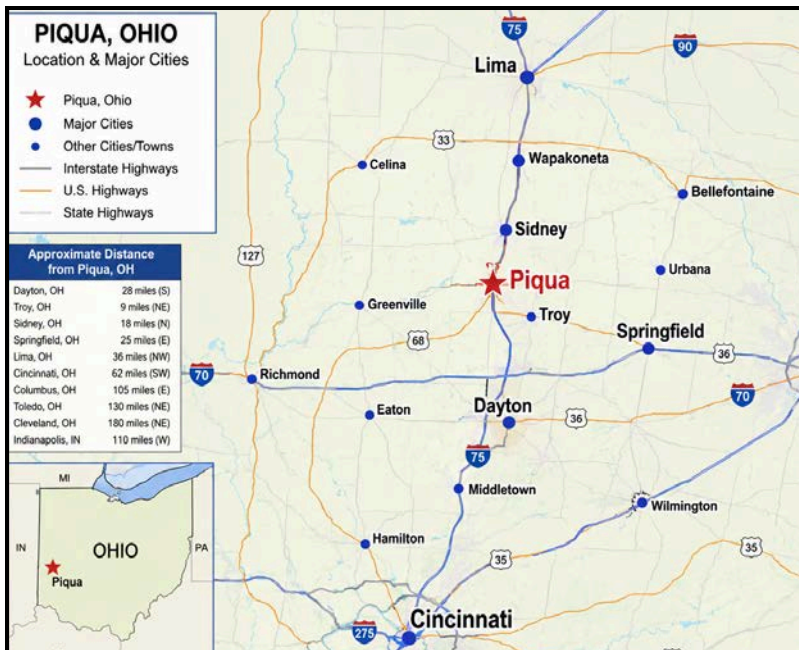 PIQUA, OHIO
Location & Major Cities
Piqua, Ohio
Major Cities
Other Cities/Towns
Interstate Highways
U.S. Highways
State Highways
Approximate Distance
from Piqua, OH
Dayton, OH 28 miles (S)
Troy, OH 9 miles (NE)
Sidney, OH 18 miles (N)
Springfield, OH 25 miles (E)
Lima, OH 36 miles (NW)
Cincinnati, OH 62 miles (SW)
Columbus, OH 105 miles (E)
Toledo, OH 130 miles (NE)
Cleveland, OH 180 miles (NE)
Indianapolis, IN 110 miles (W)
MI
IN
OHIO
PA
Piqua
75
90
Lima
33
Celina
Wapakoneta
Bellefontaine
Sidney
127
Urbana
Piqua
Greenville
Troy
68
Springfield
36
70
Richmond
70
Eaton
Dayton
36
75
Middletown
Wilmington
Hamilton
35
35
Cincinnati
275